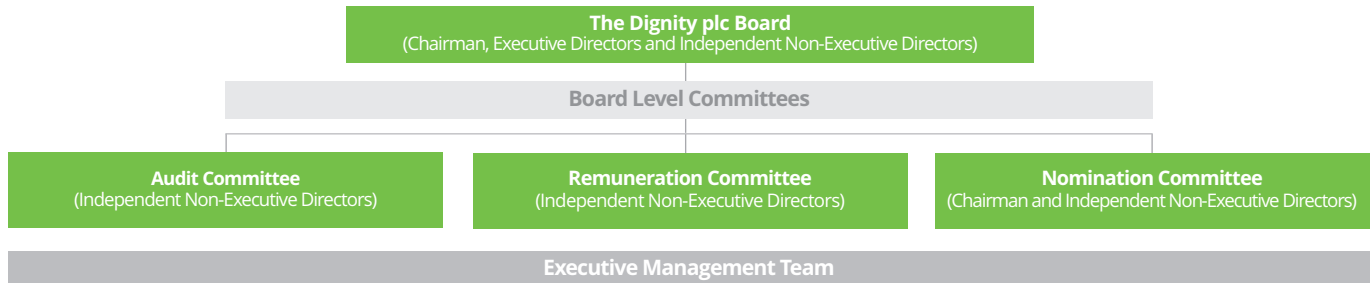 The Dignity plc Board
(Chairman, Executive Directors and Independent Non-Executive Directors)
Board Level Committees
Audit Committee
(Independent Non-Executive Directors)
Remuneration Committee
(Independent Non-Executive Directors)
Nomination Committee
(Chairman and Independent Non-Executive Directors)
Executive Management Team